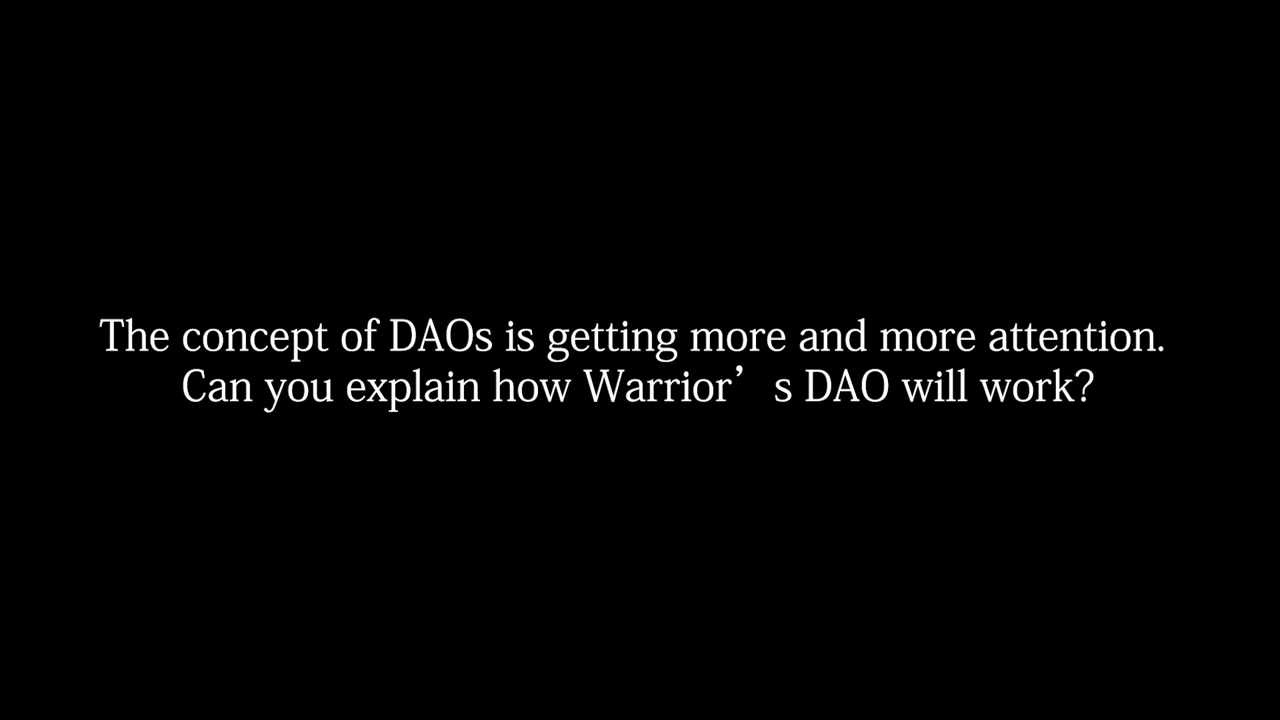 The concept of DAOs is getting more and more attention.
Can you explain how Warrior’s DAO will work?